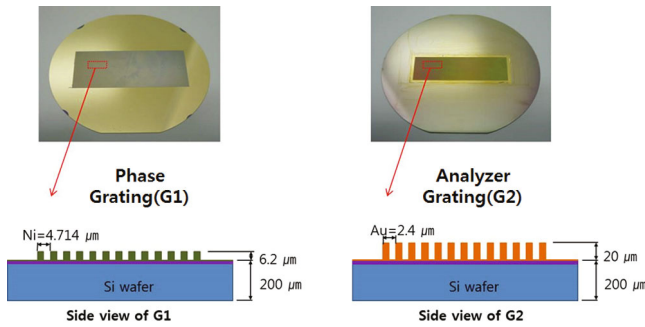 Phase
Grating(G1)
Analyzer
Grating(G2)
Ni=4.714 ㎛
6.2 ㎛
200 ㎛
Si wafer
Side view of G1
Au=2.4 ㎛
20 ㎛
200 ㎛
Si wafer
Side view of G2